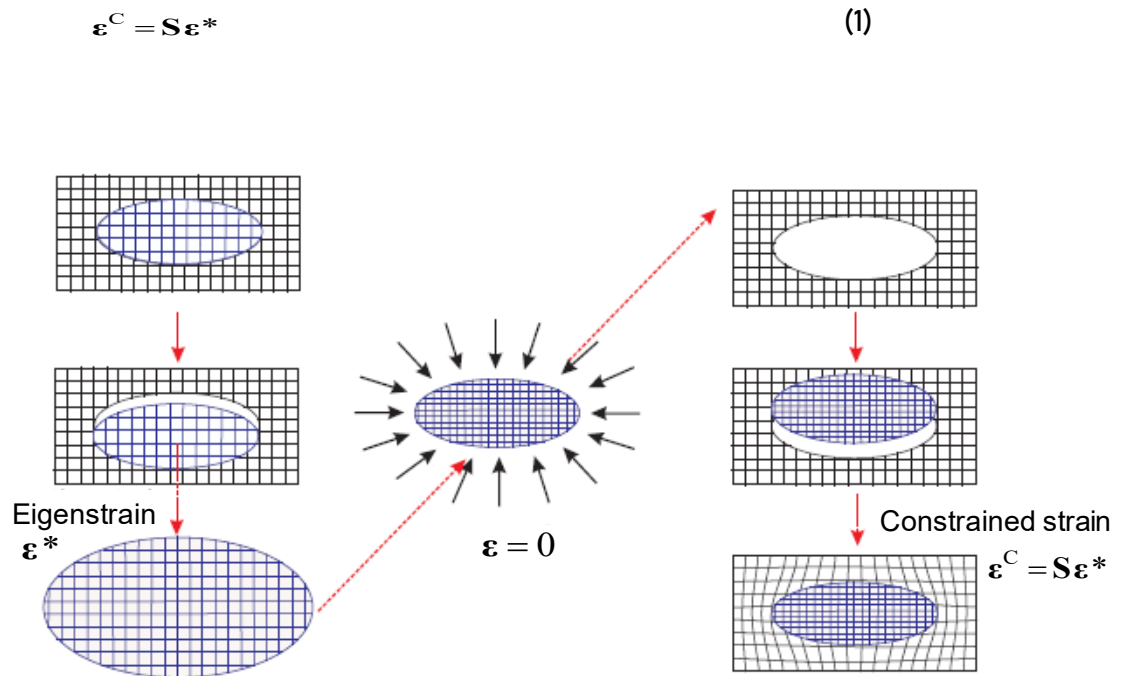 ε^C = Sε* (1)
Eigenstrain
ε*
ε = 0
Constrained strain
ε^C = Sε*